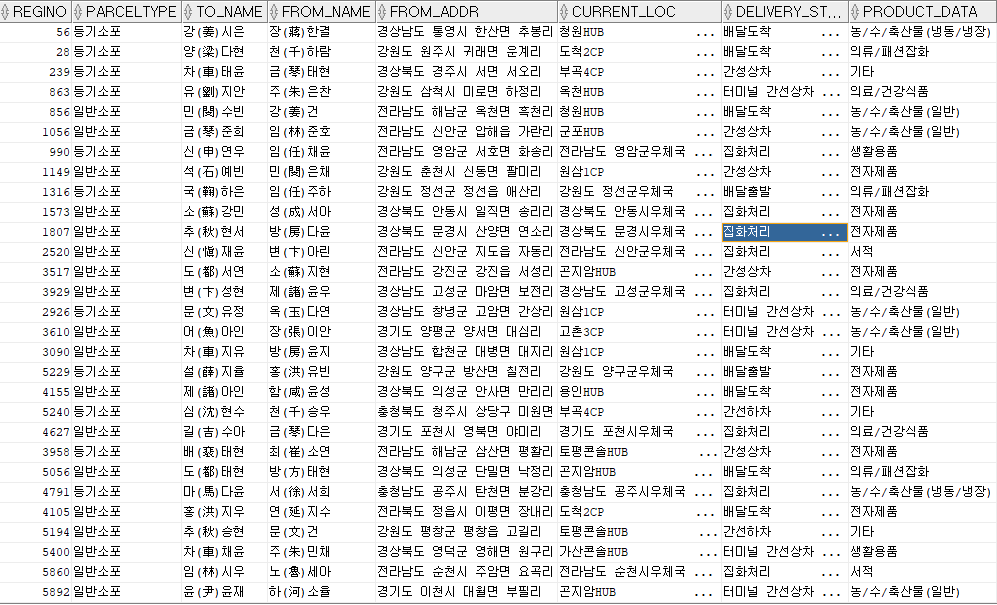 REGINO PARCELTYPE TO_NAME FROM_NAME FROM_ADDR CURRENT_LOC DELIVERY_ST... PRODUCT_DATA
56 등기소포 강(姜)시은 장(蔣)한결 경상남도 통영시 한산면 추봉리 청원HUB ... 배달도착 ... 농/수/축산물(냉동/냉장)
28 등기소포 양(梁)다현 천(千)하람 강원도 원주시 귀래면 운계리 도척2CP ... 배달도착 ... 의류/패션잡화
239 등기소포 차(車)태윤 금(琴)태현 경상북도 경주시 서면 서오리 부곡4CP ... 간성상차 ... 기타
863 등기소포 유(劉)지안 주(朱)은찬 강원도 삼척시 미로면 하정리 옥천HUB ... 터미널 간선상차 ... 의료/건강식품
856 일반소포 민(閔)수빈 강(姜)건 전라남도 해남군 옥천면 흑천리 청원HUB ... 배달도착 ... 농/수/축산물(일반)
1056 일반소포 금(琴)준희 임(林)준호 전라남도 신안군 압해읍 가란리 군포HUB ... 간성상차 ... 농/수/축산물(일반)
990 등기소포 신(申)연우 임(任)채윤 전라남도 영암군 서호면 화송리 전라남도 영암군우체국 ... 집화처리 ... 생활용품
1149 일반소포 석(石)예빈 민(閔)은채 강원도 춘천시 신동면 팔미리 원삼1CP ... 간성상차 ... 전자제품
1316 등기소포 국(鞠)하은 임(任)주하 강원도 정선군 정선읍 애산리 강원도 정선군우체국 ... 배달출발 ... 의류/패션잡화
1573 일반소포 소(蘇)강민 성(成)서아 경상북도 안동시 일직면 송리리 경상북도 안동시우체국 ... 집화처리 ... 전자제품
1807 일반소포 추(秋)현서 방(房)다윤 경상북도 문경시 산양면 연소리 경상북도 문경시우체국 ... 집화처리 ... 전자제품
2520 일반소포 신(愼)재윤 변(卞)아린 전라남도 신안군 지도읍 자동리 전라남도 신안군우체국 ... 집화처리 ... 서적
3517 일반소포 도(都)서연 소(蘇)지현 전라남도 강진군 강진읍 서성리 곤지암HUB ... 간성상차 ... 전자제품
3929 일반소포 변(卞)성현 제(諸)윤우 경상남도 고성군 마암면 보전리 경상남도 고성군우체국 ... 집화처리 ... 의료/건강식품
2926 일반소포 문(文)유정 옥(玉)다연 경상남도 창녕군 고암면 간상리 원삼1CP ... 터미널 간선상차 ... 농/수/축산물(일반)
3610 일반소포 어(魚)아인 장(張)이안 경기도 양평군 양서면 대심리 고촌3CP ... 터미널 간선상차 ... 농/수/축산물(일반)
3090 일반소포 차(車)지유 방(房)윤지 경상남도 합천군 대병면 대지리 원삼1CP ... 배달도착 ... 기타
5229 일반소포 설(薛)지율 홍(洪)유빈 강원도 양구군 방산면 칠전리 강원도 양구군우체국 ... 배달출발 ... 전자제품
4155 일반소포 제(諸)아인 함(咸)윤성 경상북도 의성군 안사면 만리리 용인HUB ... 배달도착 ... 전자제품
5240 일반소포 심(沈)현수 천(千)승우 충청북도 청주시 상당구 미원면 부곡4CP ... 간선하차 ... 기타
4627 일반소포 길(吉)수아 금(琴)다은 경기도 포천시 영북면 야미리 경기도 포천시우체국 ... 집화처리 ... 의료/건강식품
3958 등기소포 배(裵)태현 최(崔)소연 전라남도 해남군 삼산면 평활리 토평콘솔HUB ... 간성상차 ... 전자제품
5056 일반소포 도(都)태현 방(方)태현 경상북도 의성군 단밀면 낙정리 곤지암HUB ... 배달도착 ... 의류/패션잡화
4791 등기소포 마(馬)다윤 서(徐)서희 충청남도 공주시 탄천면 분강리 충청남도 공주시우체국 ... 집화처리 ... 농/수/축산물(냉동/냉장)
4105 일반소포 홍(洪)지우 연(延)지수 전라북도 정읍시 이평면 장내리 도척2CP ... 배달도착 ... 전자제품
5194 일반소포 추(秋)승현 문(文)건 강원도 평창군 평창읍 고길리 토평콘솔HUB ... 간선하차 ... 기타
5400 일반소포 차(車)채윤 주(朱)민재 경상북도 영덕군 영해면 원구리 가산콘솔HUB ... 터미널 간선상차 ... 생활용품
5860 일반소포 임(林)시우 노(魯)세아 전라남도 순천시 주암면 요곡리 전라남도 순천시우체국 ... 집화처리 ... 서적
5892 일반소포 윤(尹)윤재 하(河)소율 경기도 이천시 대월면 부필리 곤지암HUB ... 터미널 간선상차 ... 농/수/축산물(일반)